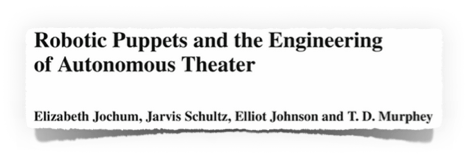 Robotic Puppets and the Engineering
of Autonomous Theater
Elizabeth Jochum, Jarvis Schultz, Elliot Johnson and T. D. Murphey